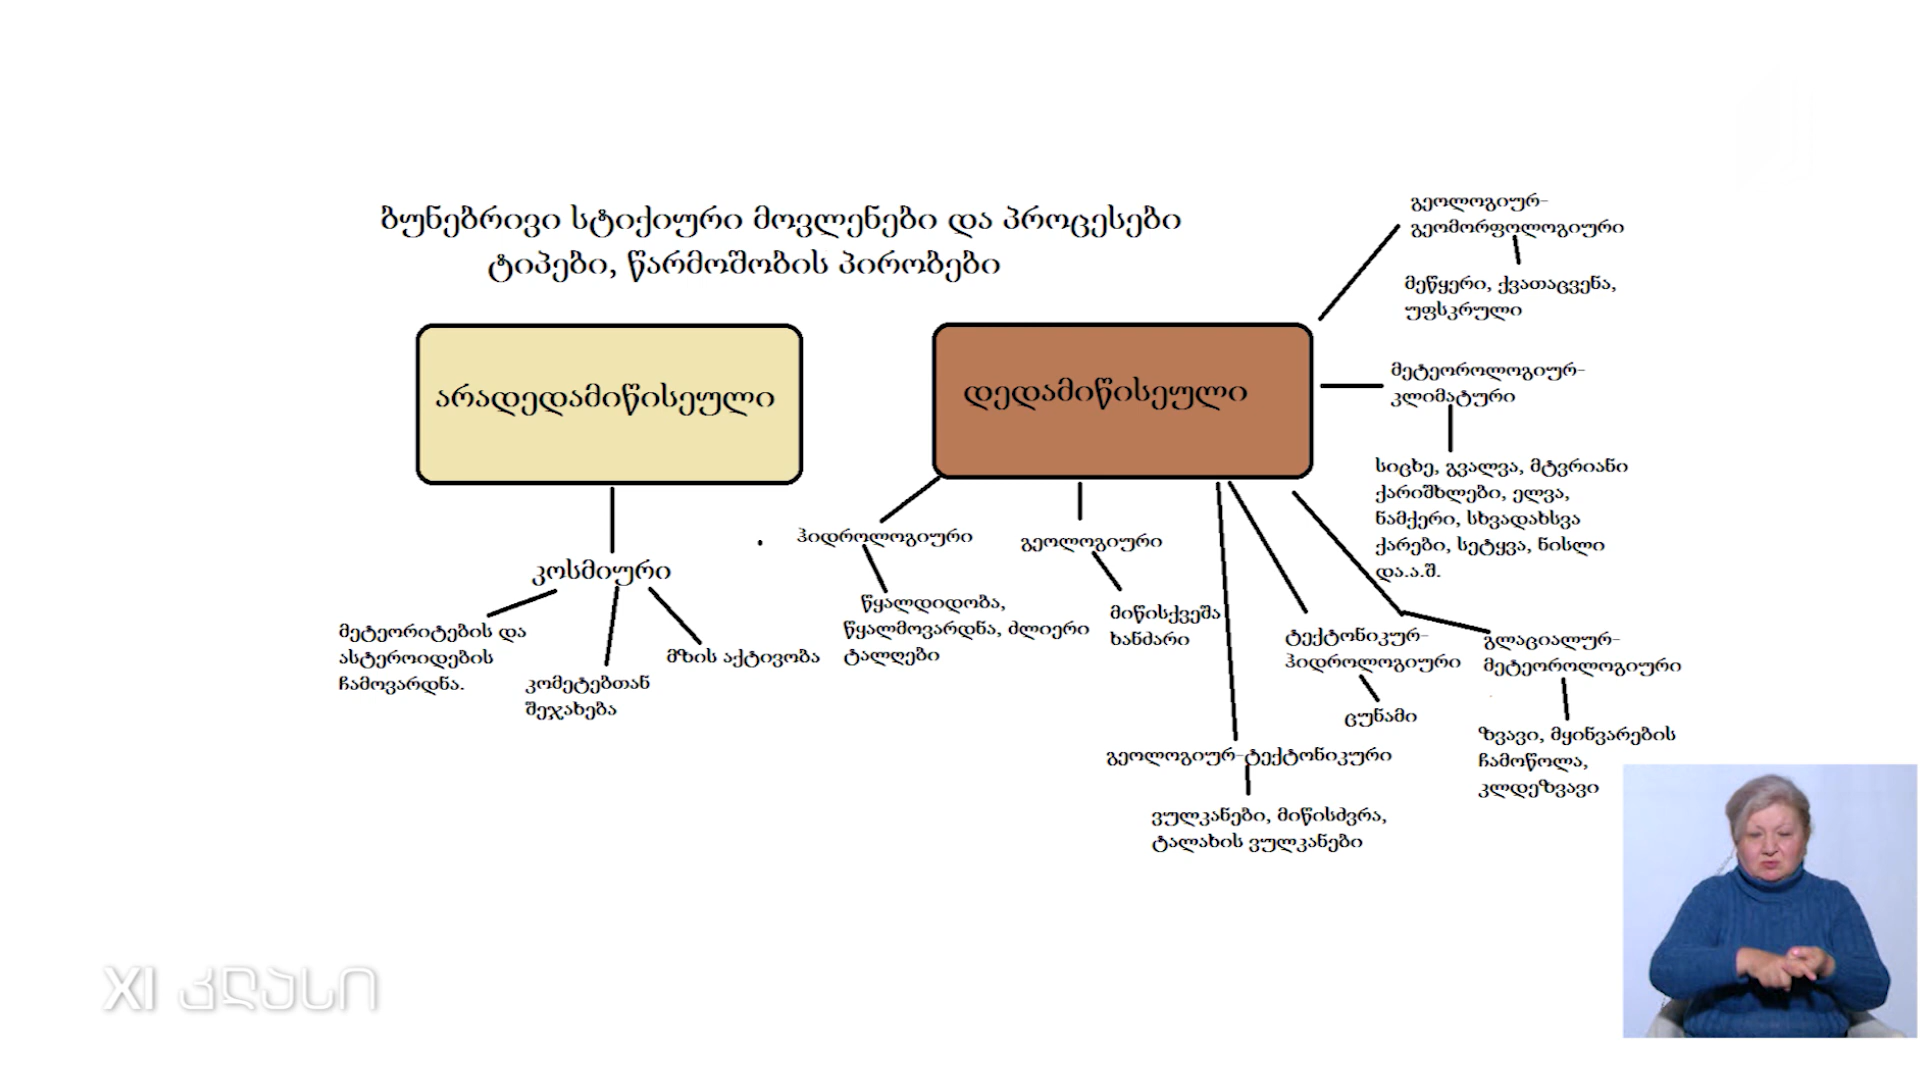 ბუნებრივი სტიქიური მოვლენები და პროცესები
ტიპები, წარმოშობის პირობები
არადედამიწისეული
კოსმიური
მეტეორიტების და
ასტეროიდების
ჩამოვარდნა.
კომეტებთან
შეჯახება
მზის აქტივობა
დედამიწისეული
ჰიდროლოგიური
წყალდიდობა,
წყალმოვარდნა, ძლიერი
ტალღები
გეოლოგიური
მიწისქვეშა
ხანძარი
გეოლოგიურ-ტექტონიკური
ვულკანები, მიწისძვრა,
ტალახის ვულკანები
ტექტონიკურ-
ჰიდროლოგიური
ცუნამი
გლაციალურ-
მეტეოროლოგიური
ზვავი, მყინვარების
ჩამოწოლა,
კლდეზვავი
მეტეოროლოგიურ-
კლიმატური
სიცხე, გვალვა, მტვრიანი
ქარიშხლები, ელვა,
ნამქერი, სხვადახსვა
ქარები, სეტყვა, ნისლი
და.ა.შ.
გეოლოგიურ-
გეომორფოლოგიური
მეწყერი, ქვათაცვენა,
უფსკრული
XI კლასი